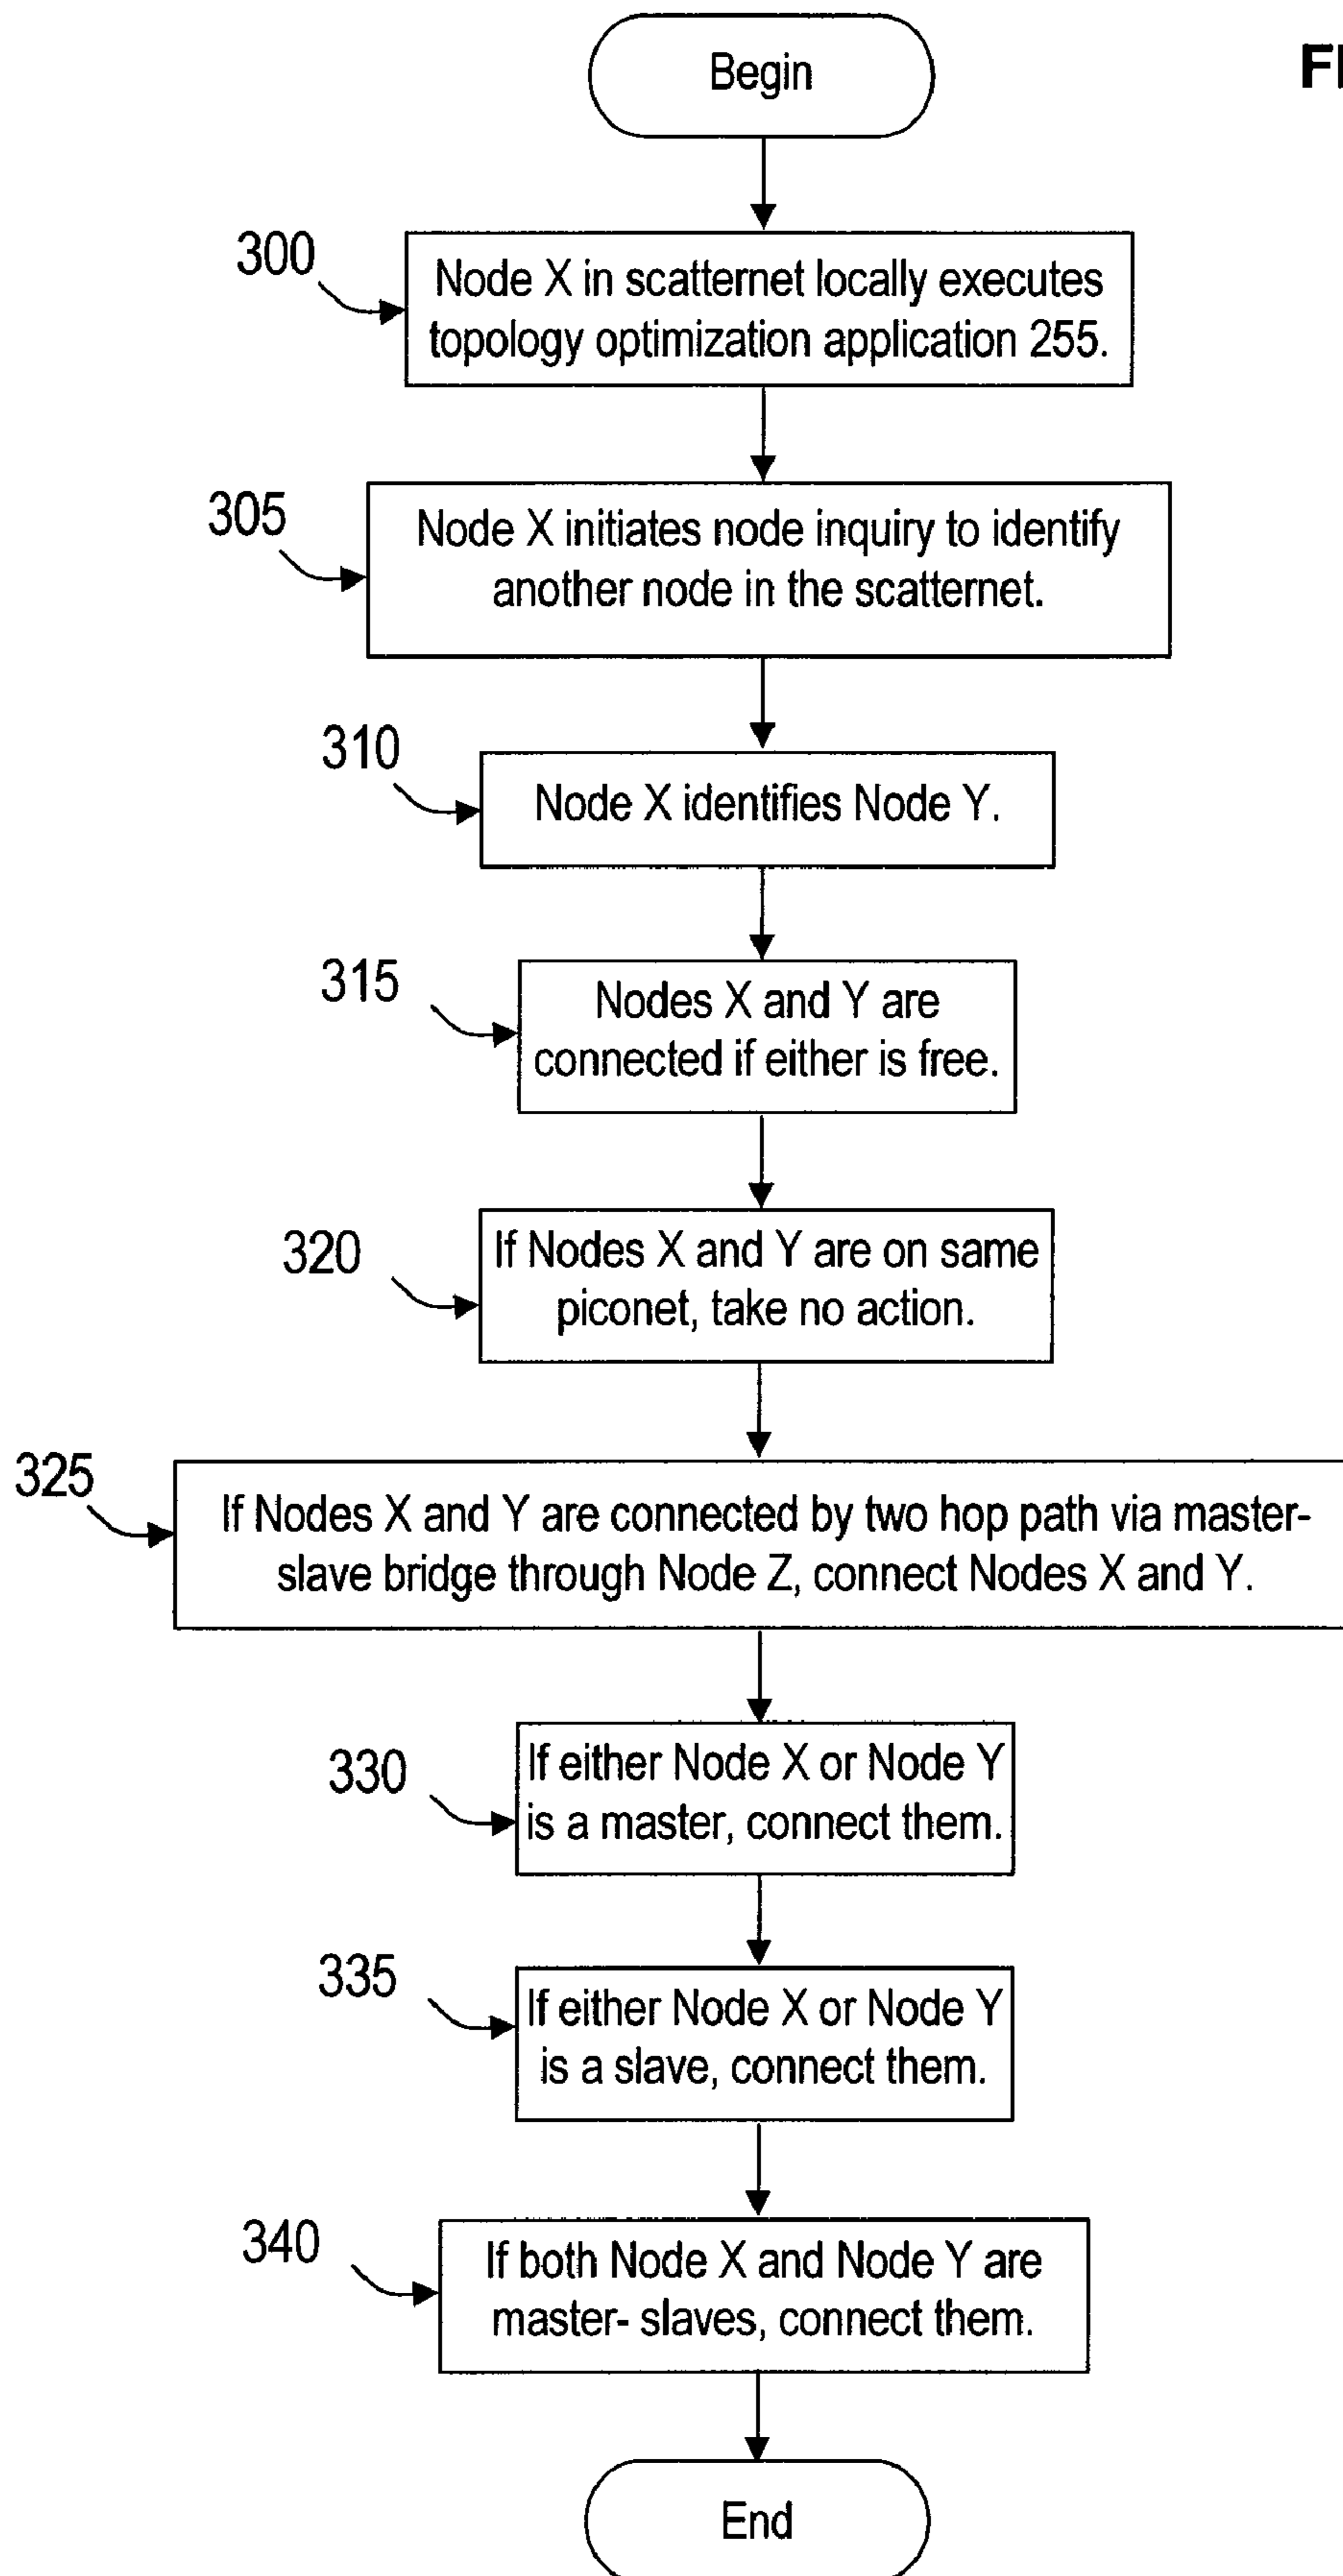 Begin
300
Node X in scatternet locally executes
topology optimization application 255.
305
Node X initiates node inquiry to identify
another node in the scatternet.
310
Node X identifies Node Y.
315
Nodes X and Y are
connected if either is free.
320
If Nodes X and Y are on same
piconet, take no action.
325
If Nodes X and Y are connected by two hop path via master-
slave bridge through Node Z, connect Nodes X and Y.
330
If either Node X or Node Y
is a master, connect them.
335
If either Node X or Node Y
is a slave, connect them.
340
If both Node X and Node Y are
master- slaves, connect them.
End